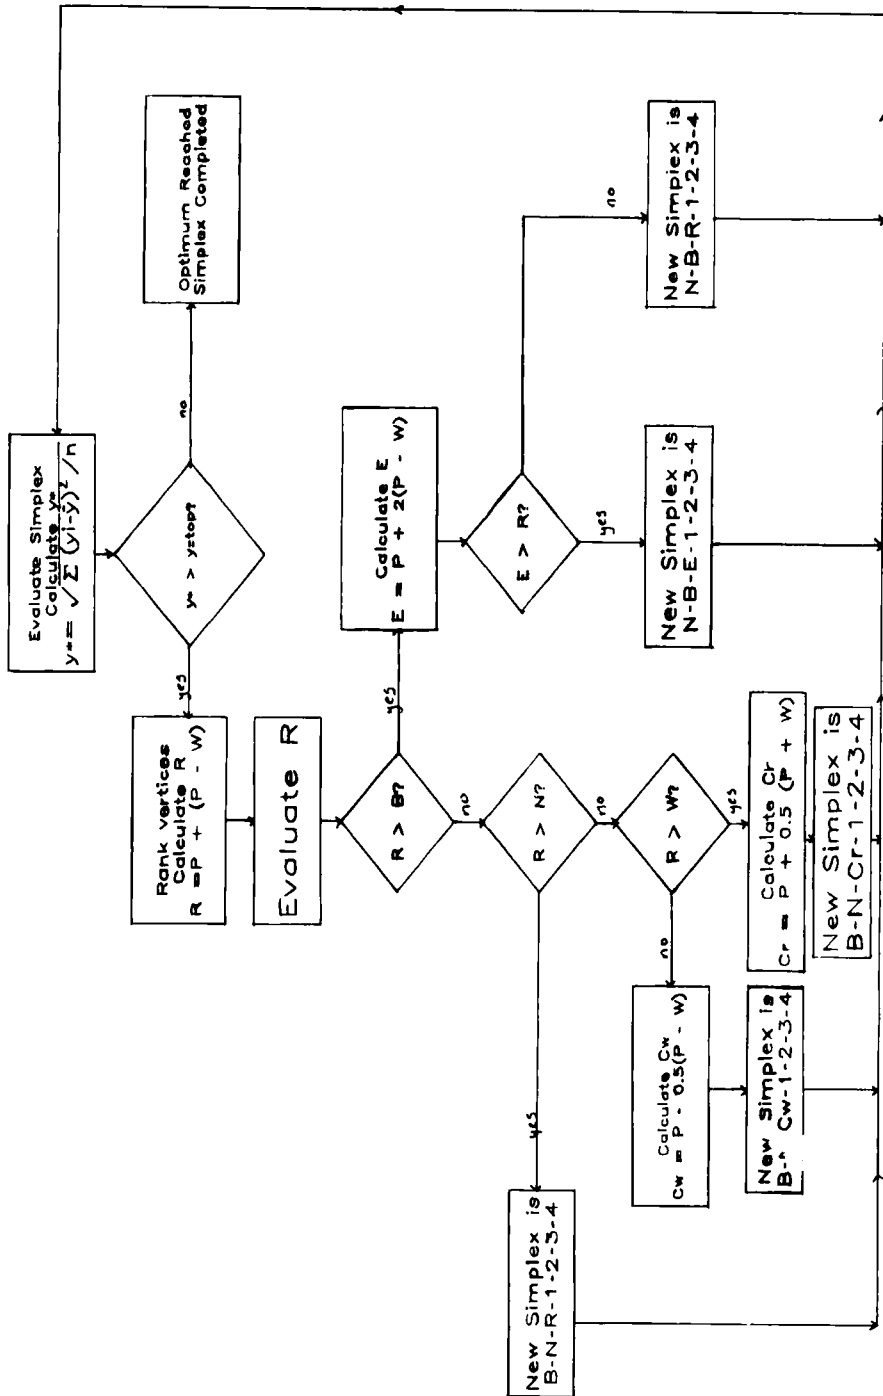 Evaluate Simplex
Calculate y*
y* = √ Σ (yi-ŷ)² /n
y* > y=top?
no
Optimum Reached
Simplex Completed
yes
Rank vertices
Calculate R
R = P + (P - W)
Evaluate R
R > B?
yes
Calculate E
E = P + 2(P - W)
E > R?
no
New Simplex is
N-B-R-1-2-3-4
yes
New Simplex is
N-B-E-1-2-3-4
no
R > N?
yes
New Simplex is
B-N-R-1-2-3-4
no
R > W?
yes
Calculate Cr
Cr = P + 0.5 (P + W)
New Simplex is
B-N-Cr-1-2-3-4
no
Calculate Cw
Cw = P - 0.5(P - W)
New Simplex is
B- Cw-1-2-3-4